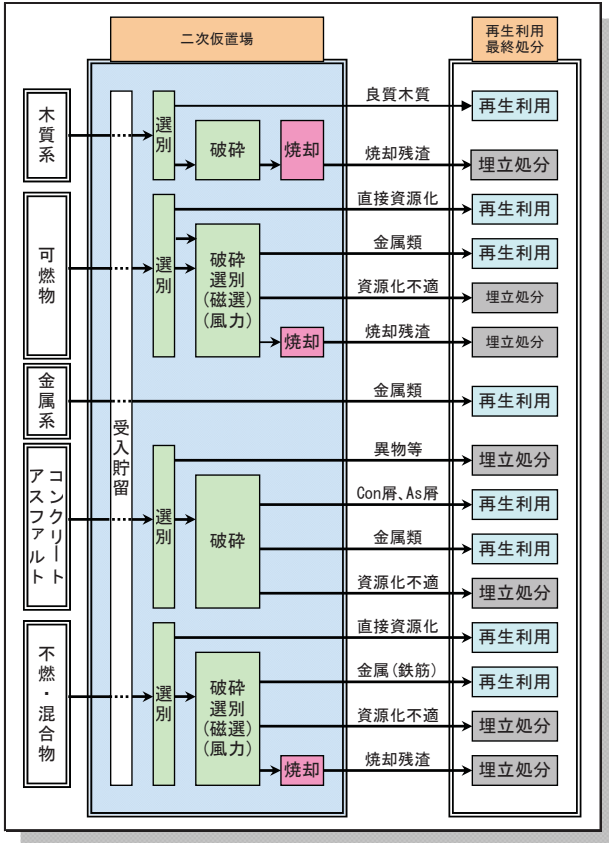 二次仮置場
再生利用
最終処分
受入貯留
木質系
選別
破砕
焼却
良質木質
再生利用
焼却残渣
埋立処分
可燃物
選別
破砕
選別
(磁選)
(風力)
焼却
直接資源化
再生利用
金属類
再生利用
資源化不適
埋立処分
焼却残渣
埋立処分
金属系
金属類
再生利用
コンクリート
アスファルト
選別
破砕
異物等
埋立処分
Con屑、As屑
再生利用
金属類
再生利用
資源化不適
埋立処分
不燃・混合物
選別
破砕
選別
(磁選)
(風力)
焼却
直接資源化
再生利用
金属(鉄筋)
再生利用
資源化不適
埋立処分
焼却残渣
埋立処分